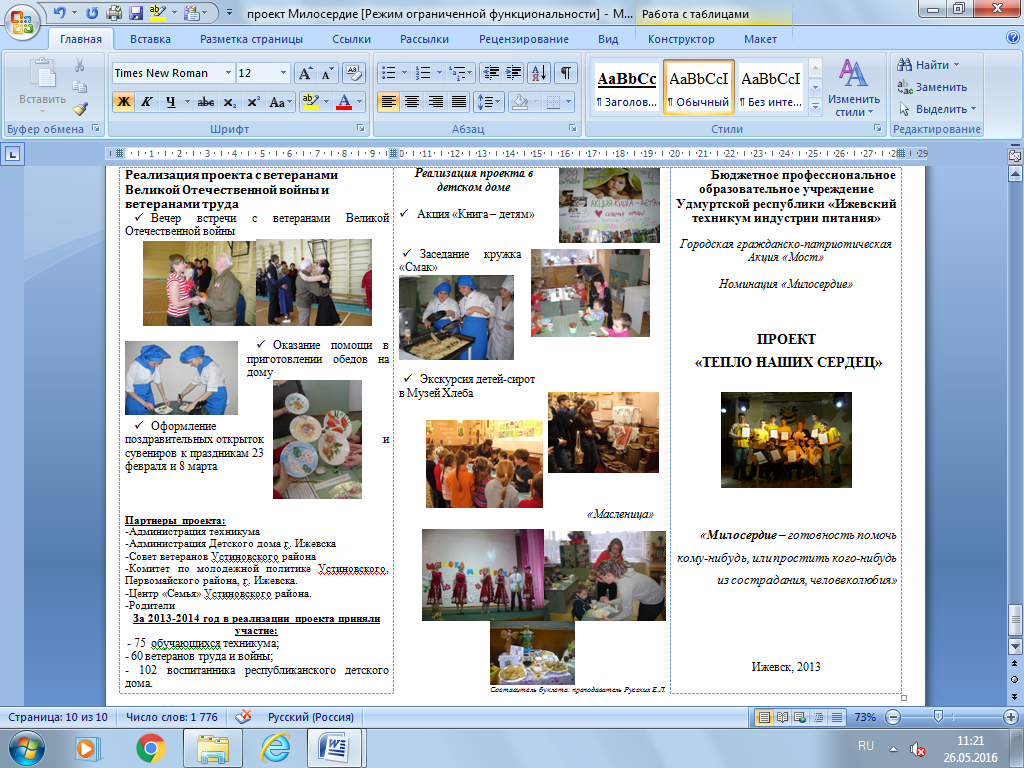 проект Милосердие [Режим ограниченной функциональности] - М...
Работа с таблицами
Главная
Вставка
Разметка страницы
Ссылки
Рассылки
Рецензирование
Вид
Конструктор
Макет
Вставить
Буфер обмена
Times New Roman
12
Ж К Ч abc x₂ x² Aa
Шрифт
Абзац
AaBbCc
¶ Заголов...
AaBbCcI
¶ Обычный
AaBbCcI
¶ Без инте...
Изменить
стили
Стили
Найти
Заменить
Выделить
Редактирование
Реализация проекта с ветеранами
Великой Отечественной войны и
ветеранами труда
✓ Вечер встречи с ветеранами Великой
Отечественной войны
✓ Оказание помощи в
приготовлении обедов на
дому
✓ Оформление
поздравительных открыток и
сувениров к праздникам 23
февраля и 8 марта
Партнеры проекта:
-Администрация техникума
-Администрация Детского дома г. Ижевска
-Совет ветеранов Устиновского района
-Комитет по молодежной политике Устиновского,
Первомайского района, г. Ижевска.
-Центр «Семья» Устиновского района.
-Родители
За 2013-2014 год в реализации проекта приняли
участие:
- 75 обучающихся техникума;
- 60 ветеранов труда и войны;
- 102 воспитанника республиканского детского
дома.
Реализация проекта в
детском доме
✓ Акция «Книга – детям»
✓ Заседание кружка
«Смак»
✓ Экскурсия детей-сирот
в Музей Хлеба
«Масленица»
Составитель буклета: преподаватель Русских Е.Л.
Бюджетное профессиональное
образовательное учреждение
Удмуртской республики «Ижевский
техникум индустрии питания»
Городская гражданско-патриотическая
Акция «Мост»
Номинация «Милосердие»
ПРОЕКТ
«ТЕПЛО НАШИХ СЕРДЕЦ»
«Милосердие – готовность помочь
кому-нибудь, или простить кого-нибудь
из сострадания, человеколюбия»
Ижевск, 2013
Страница: 10 из 10
Число слов: 1 776
Русский (Россия)
73%
RU
11:21
26.05.2016